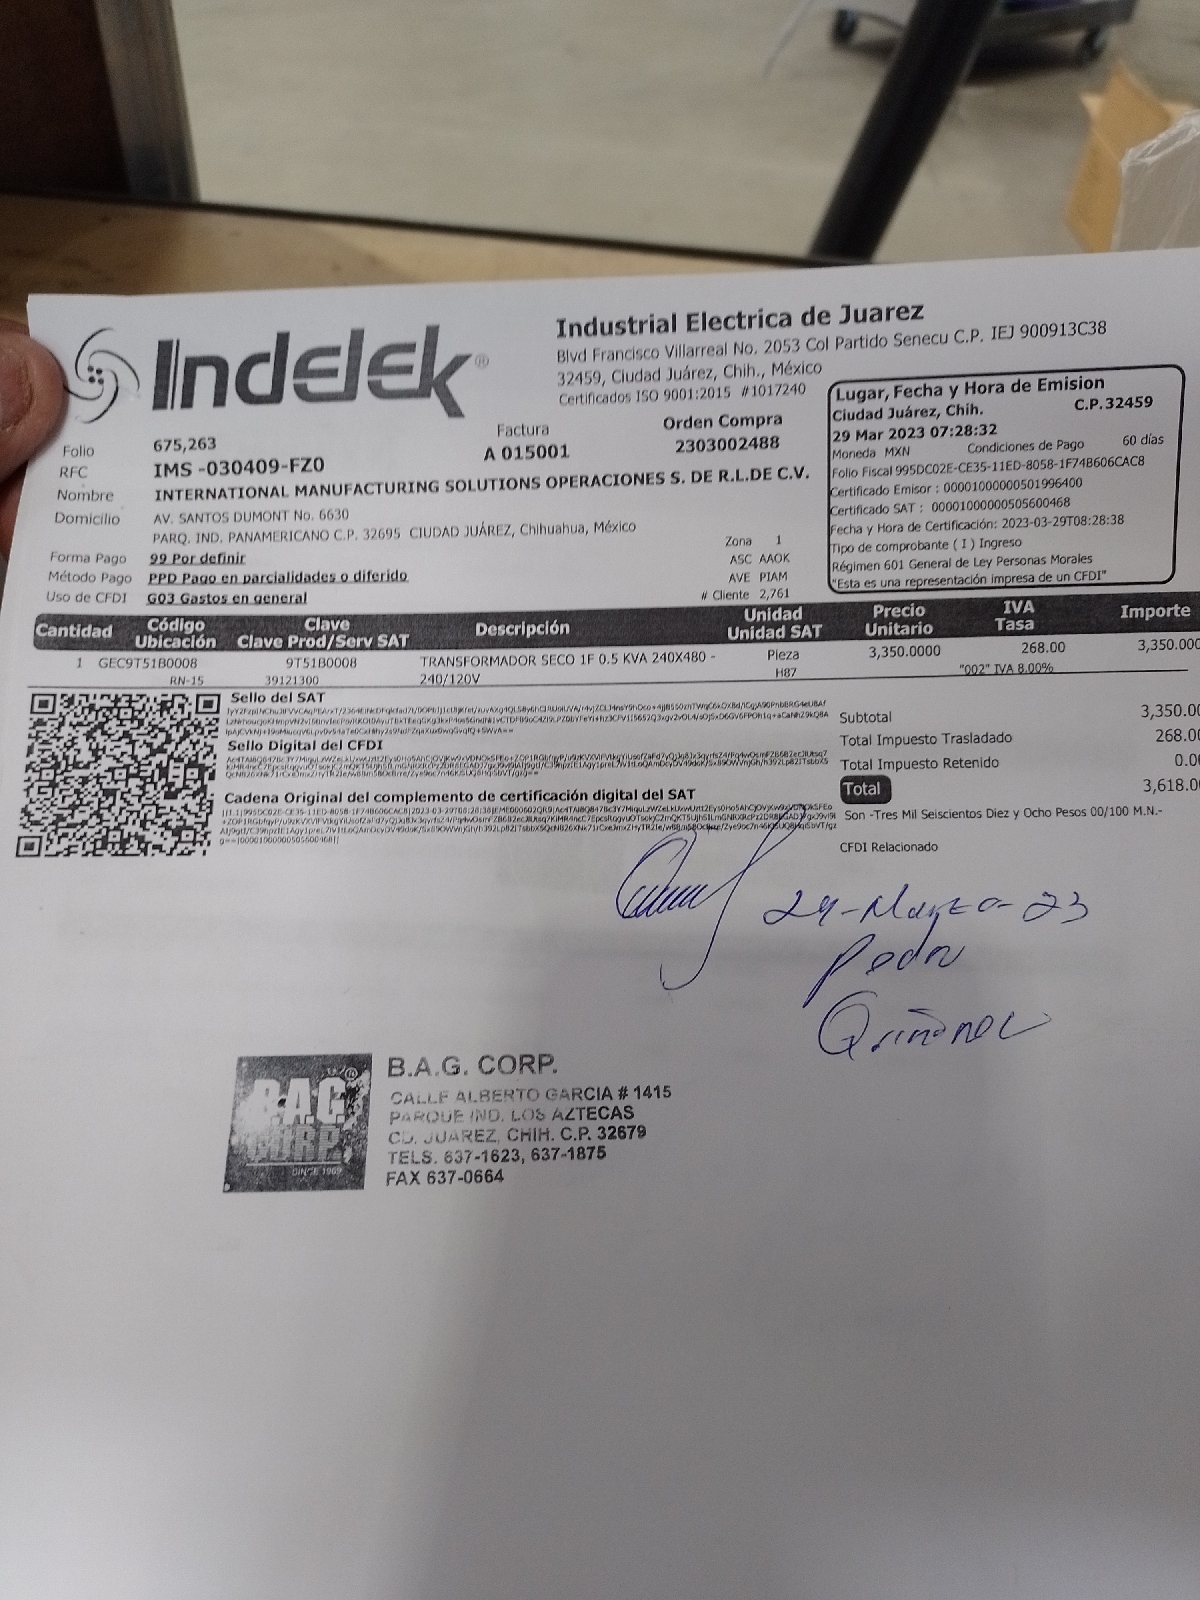 Indelek®
Industrial Electrica de Juarez
Blvd Francisco Villarreal No. 2053 Col Partido Senecu C.P. IEJ 900913C38
32459, Ciudad Juárez, Chih., México
Certificados ISO 9001:2015 #1017240
Lugar, Fecha y Hora de Emision
Ciudad Juárez, Chih. C.P.32459
29 Mar 2023 07:28:32
Moneda MXN Condiciones de Pago 60 días
Folio Fiscal 995DC02E-CE35-11ED-8058-1F74B606CAC8
Certificado Emisor : 00001000000501996400
Certificado SAT : 00001000000505600468
Fecha y Hora de Certificación: 2023-03-29T08:28:38
Tipo de comprobante ( I ) Ingreso
Régimen 601 General de Ley Personas Morales
"Esta es una representación impresa de un CFDI"
Folio 675,263
Factura
A 015001
Orden Compra
2303002488
RFC IMS -030409-FZ0
Nombre INTERNATIONAL MANUFACTURING SOLUTIONS OPERACIONES S. DE R.L.DE C.V.
Domicilio AV. SANTOS DUMONT No. 6630
PARQ. IND. PANAMERICANO C.P. 32695 CIUDAD JUÁREZ, Chihuahua, México
Zona 1
Forma Pago 99 Por definir
ASC AAOK
Método Pago PPD Pago en parcialidades o diferido
AVE PIAM
Uso de CFDI G03 Gastos en general
# Cliente 2,761
Cantidad Código Ubicación Clave Clave Prod/Serv SAT Descripción Unidad Unidad SAT Precio Unitario IVA Tasa Importe
1 GEC9T51B0008 9T51B0008 TRANSFORMADOR SECO 1F 0.5 KVA 240X480 - Pieza 3,350.0000 268.00 3,350.000
RN-15 39121300 240/120V H87 "002" IVA 8.00%
Sello del SAT
Sello Digital del CFDI
Cadena Original del complemento de certificación digital del SAT
Subtotal 3,350.0
Total Impuesto Trasladado 268.0
Total Impuesto Retenido 0.0
Total 3,618.0
Son -Tres Mil Seiscientos Diez y Ocho Pesos 00/100 M.N.-
CFDI Relacionado
29-Marzo-23
Pedro
Qriñonez
B.A.G. CORP.
SINCE 1969
B.A.G. CORP.
CALLE ALBERTO GARCIA # 1415
PARQUE IND. LOS AZTECAS
CD. JUAREZ, CHIH. C.P. 32679
TELS. 637-1623, 637-1875
FAX 637-0664